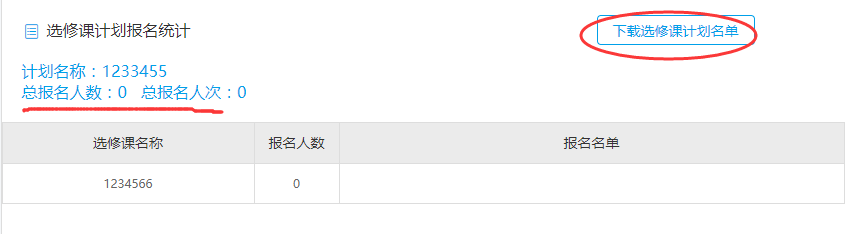 选修课计划报名统计 下载选修课计划名单
计划名称：1233455
总报名人数：0 总报名人次：0
选修课名称 报名人数 报名名单
1234566 0